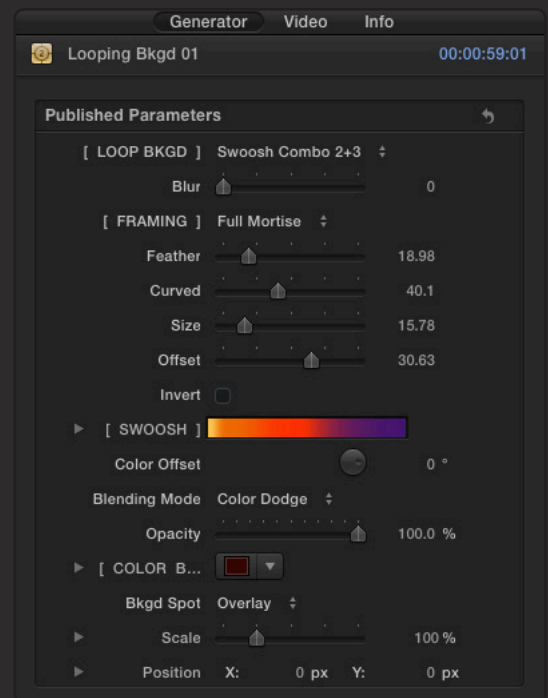 Generator Video Info
2 Looping Bkgd 01 00:00:59:01
Published Parameters
[ LOOP BKGD ] Swoosh Combo 2+3
Blur 0
[ FRAMING ] Full Mortise
Feather 18.98
Curved 40.1
Size 15.78
Offset 30.63
Invert
[ SWOOSH ]
Color Offset 0 °
Blending Mode Color Dodge
Opacity 100.0 %
[ COLOR B...
Bkgd Spot Overlay
Scale 100 %
Position X: 0 px Y: 0 px